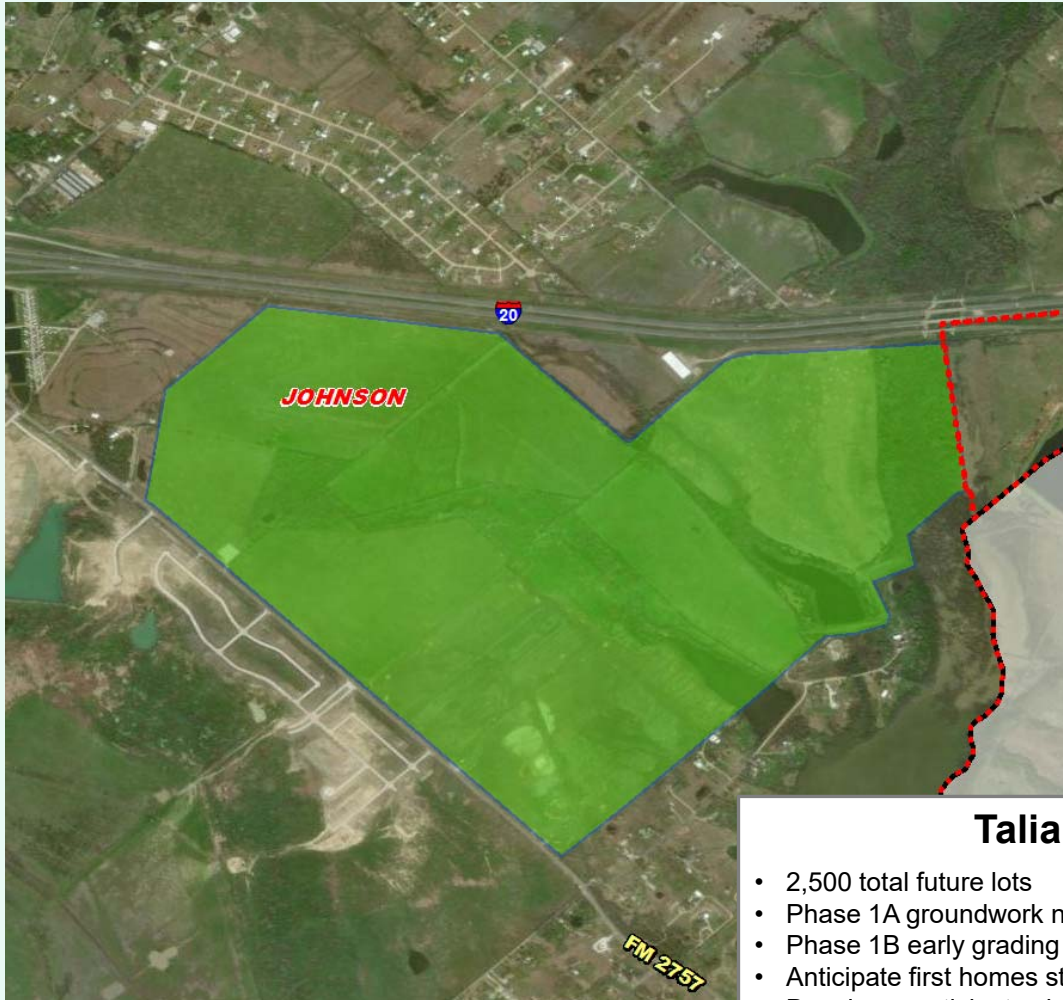 20
JOHNSON
FM 2757
Talia
• 2,500 total future lots
• Phase 1A groundwork n
• Phase 1B early grading
• Anticipate first homes st